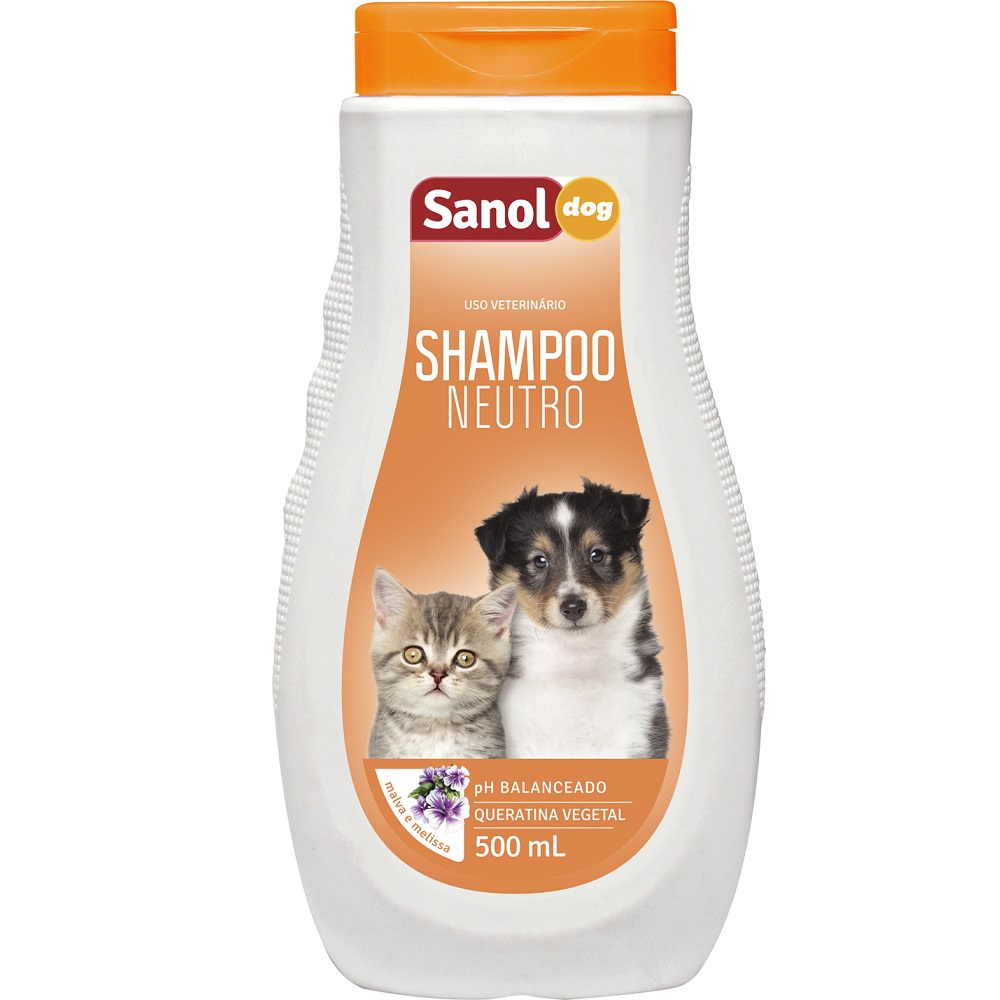 Sanol dog
USO VETERINÁRIO
SHAMPOO
NEUTRO
malva e melissa
pH BALANCEADO
QUERATINA VEGETAL
500 mL